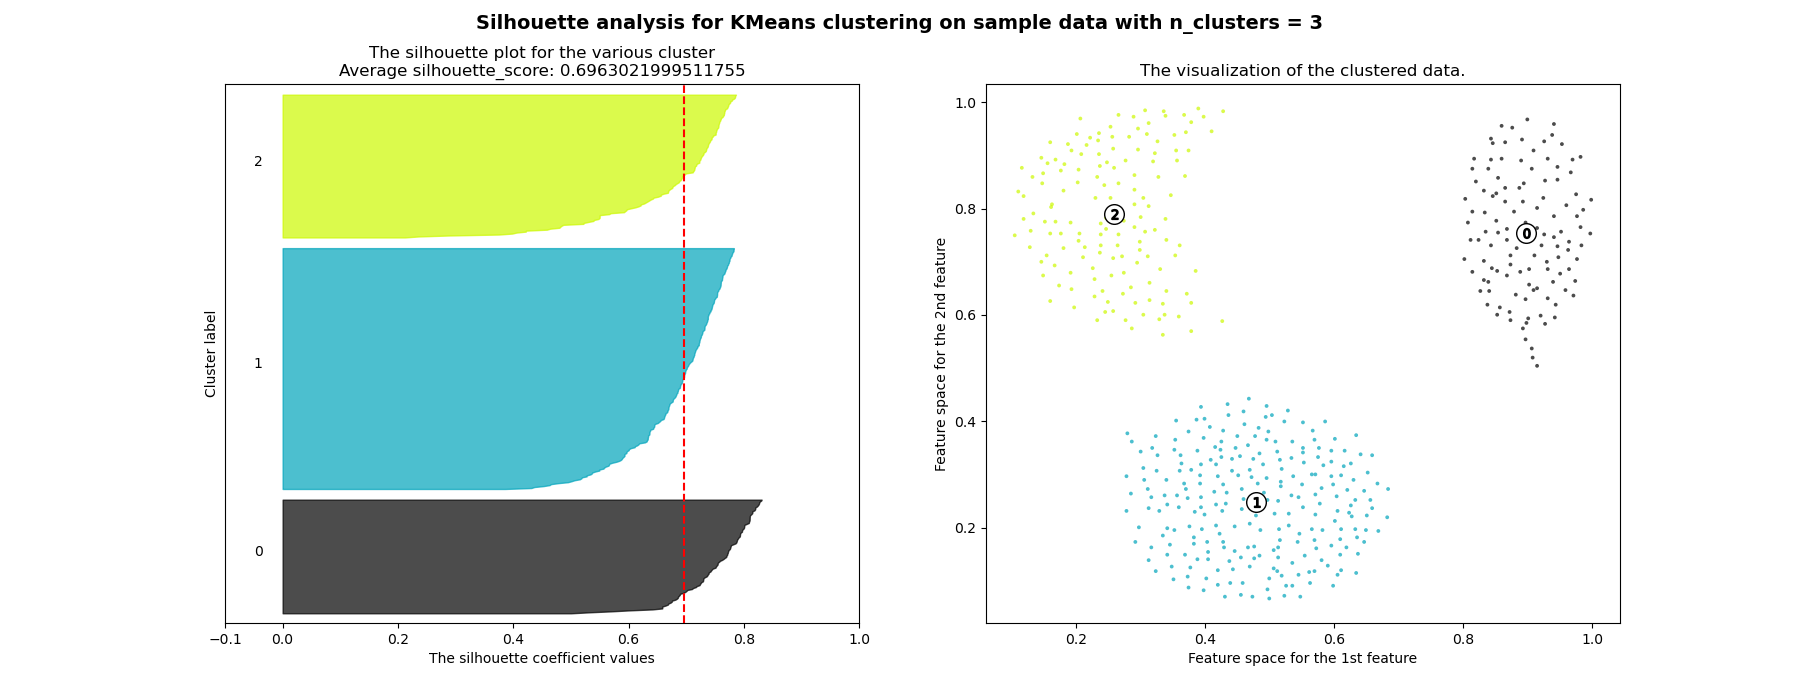 Silhouette analysis for KMeans clustering on sample data with n_clusters = 3
The silhouette plot for the various cluster
Average silhouette_score: 0.6963021999511755
2
1
0
Cluster label
−0.1 0.0 0.2 0.4 0.6 0.8 1.0
The silhouette coefficient values
The visualization of the clustered data.
1.0
0.8
0.6
0.4
0.2
Feature space for the 2nd feature
2
0
1
0.2 0.4 0.6 0.8 1.0
Feature space for the 1st feature